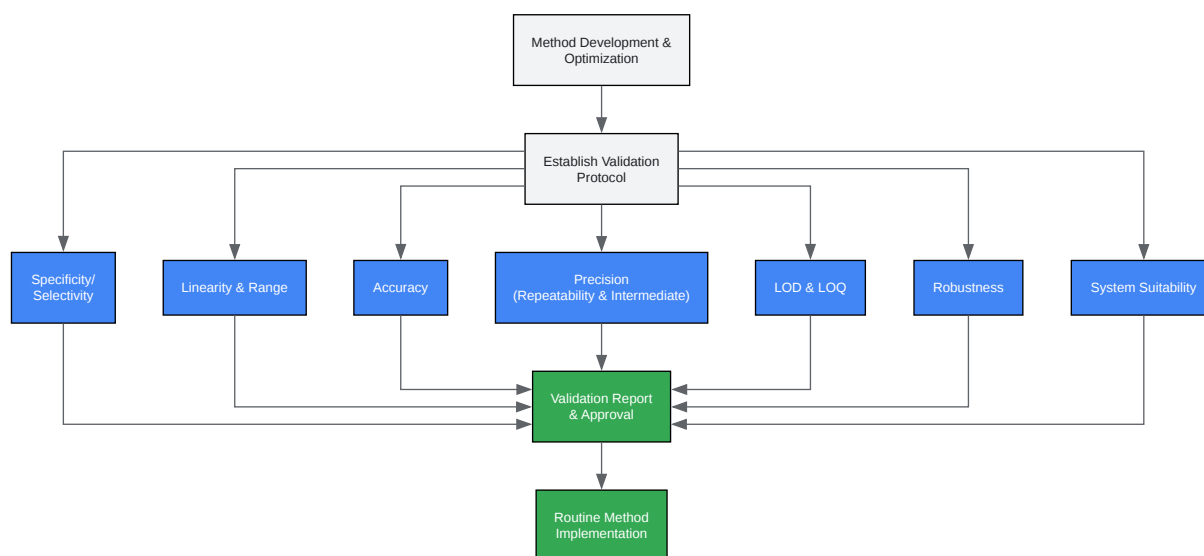 Method Development &
Optimization
Establish Validation
Protocol
Specificity/
Selectivity
Linearity & Range
Accuracy
Precision
(Repeatability & Intermediate)
LOD & LOQ
Robustness
System Suitability
Validation Report
& Approval
Routine Method
Implementation